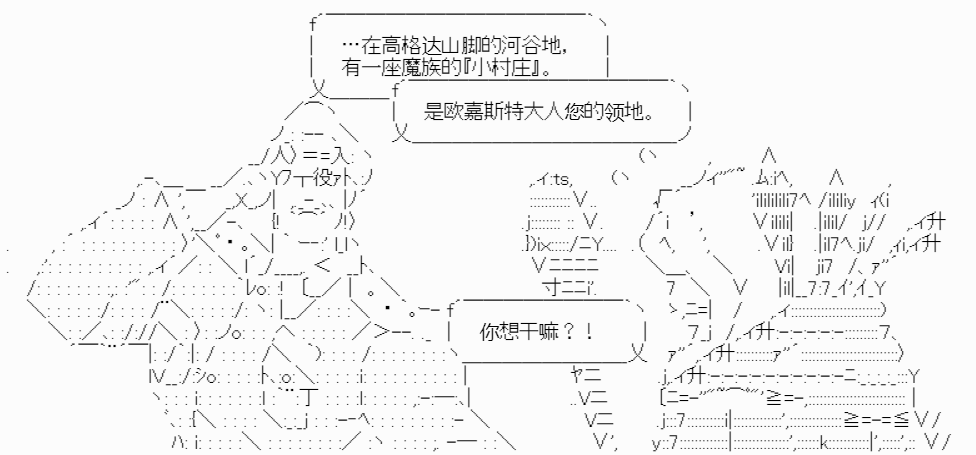 …在高格达山脚的河谷地，
有一座魔族的『小村庄』。
是欧嘉斯特大人您的领地。
你想干嘛？！